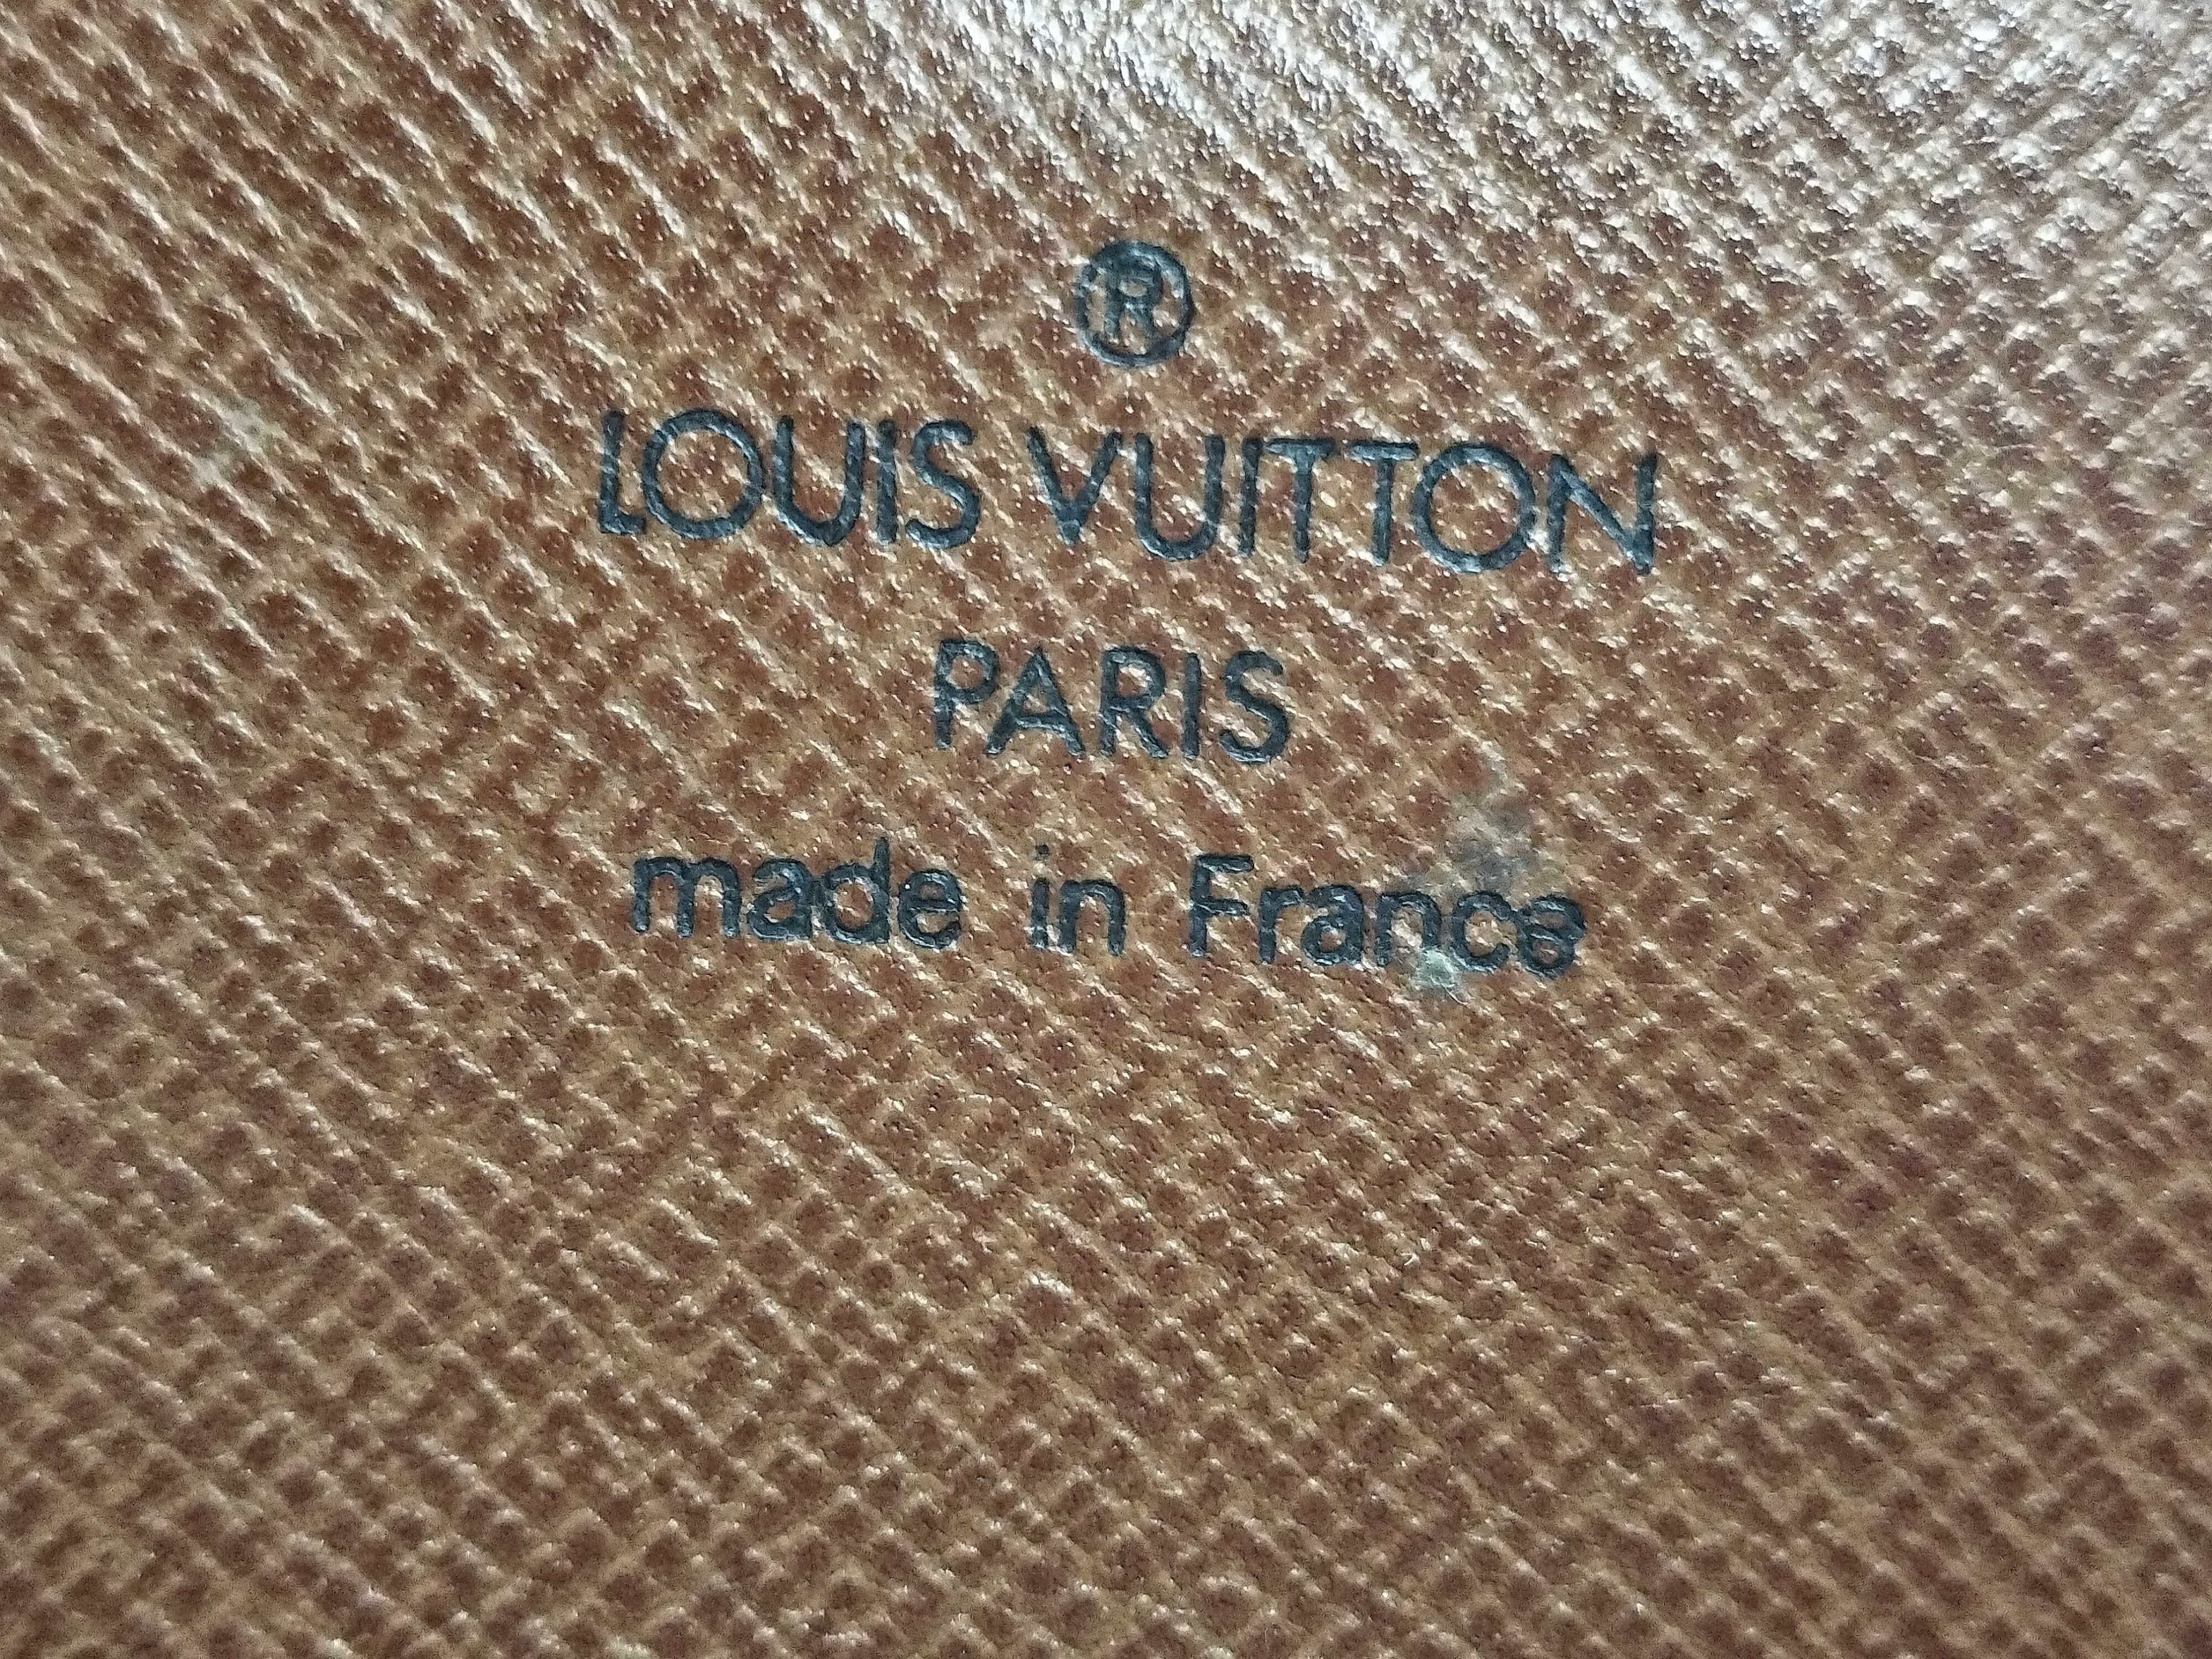 ®
LOUIS VUITTON
PARIS
made in France